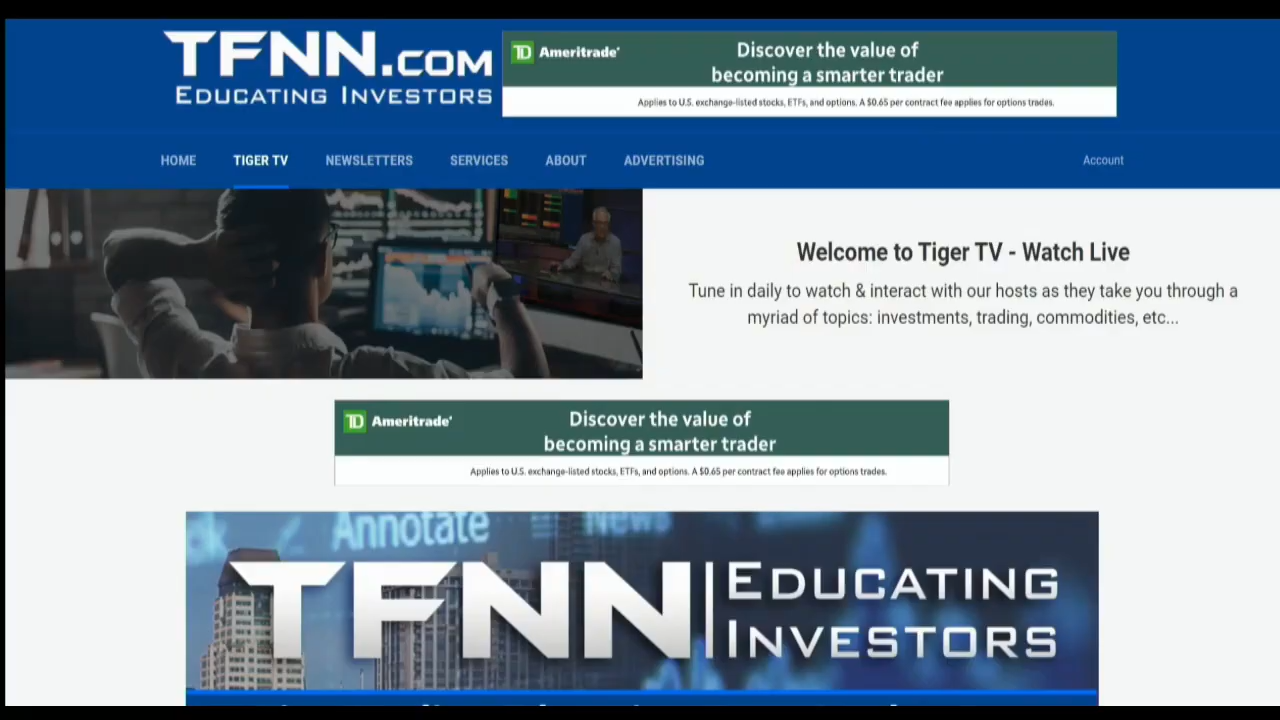 TFNN.COM
EDUCATING INVESTORS
TD Ameritrade
Discover the value of
becoming a smarter trader
Applies to U.S. exchange-listed stocks, ETFs, and options. A $0.65 per contract fee applies for options trades.
HOME TIGER TV NEWSLETTERS SERVICES ABOUT ADVERTISING Account
Welcome to Tiger TV - Watch Live
Tune in daily to watch & interact with our hosts as they take you through a
myriad of topics: investments, trading, commodities, etc...
TD Ameritrade
Discover the value of
becoming a smarter trader
Applies to U.S. exchange-listed stocks, ETFs, and options. A $0.65 per contract fee applies for options trades.
Annotate News
TFNN EDUCATING
INVESTORS